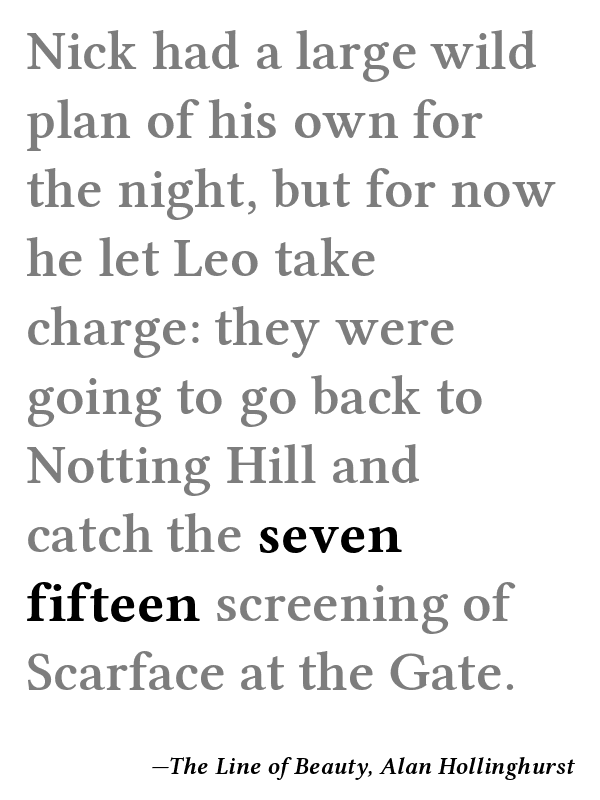 Nick had a large wild
plan of his own for
the night, but for now
he let Leo take
charge: they were
going to go back to
Notting Hill and
catch the seven
fifteen screening of
Scarface at the Gate.
—The Line of Beauty, Alan Hollinghurst